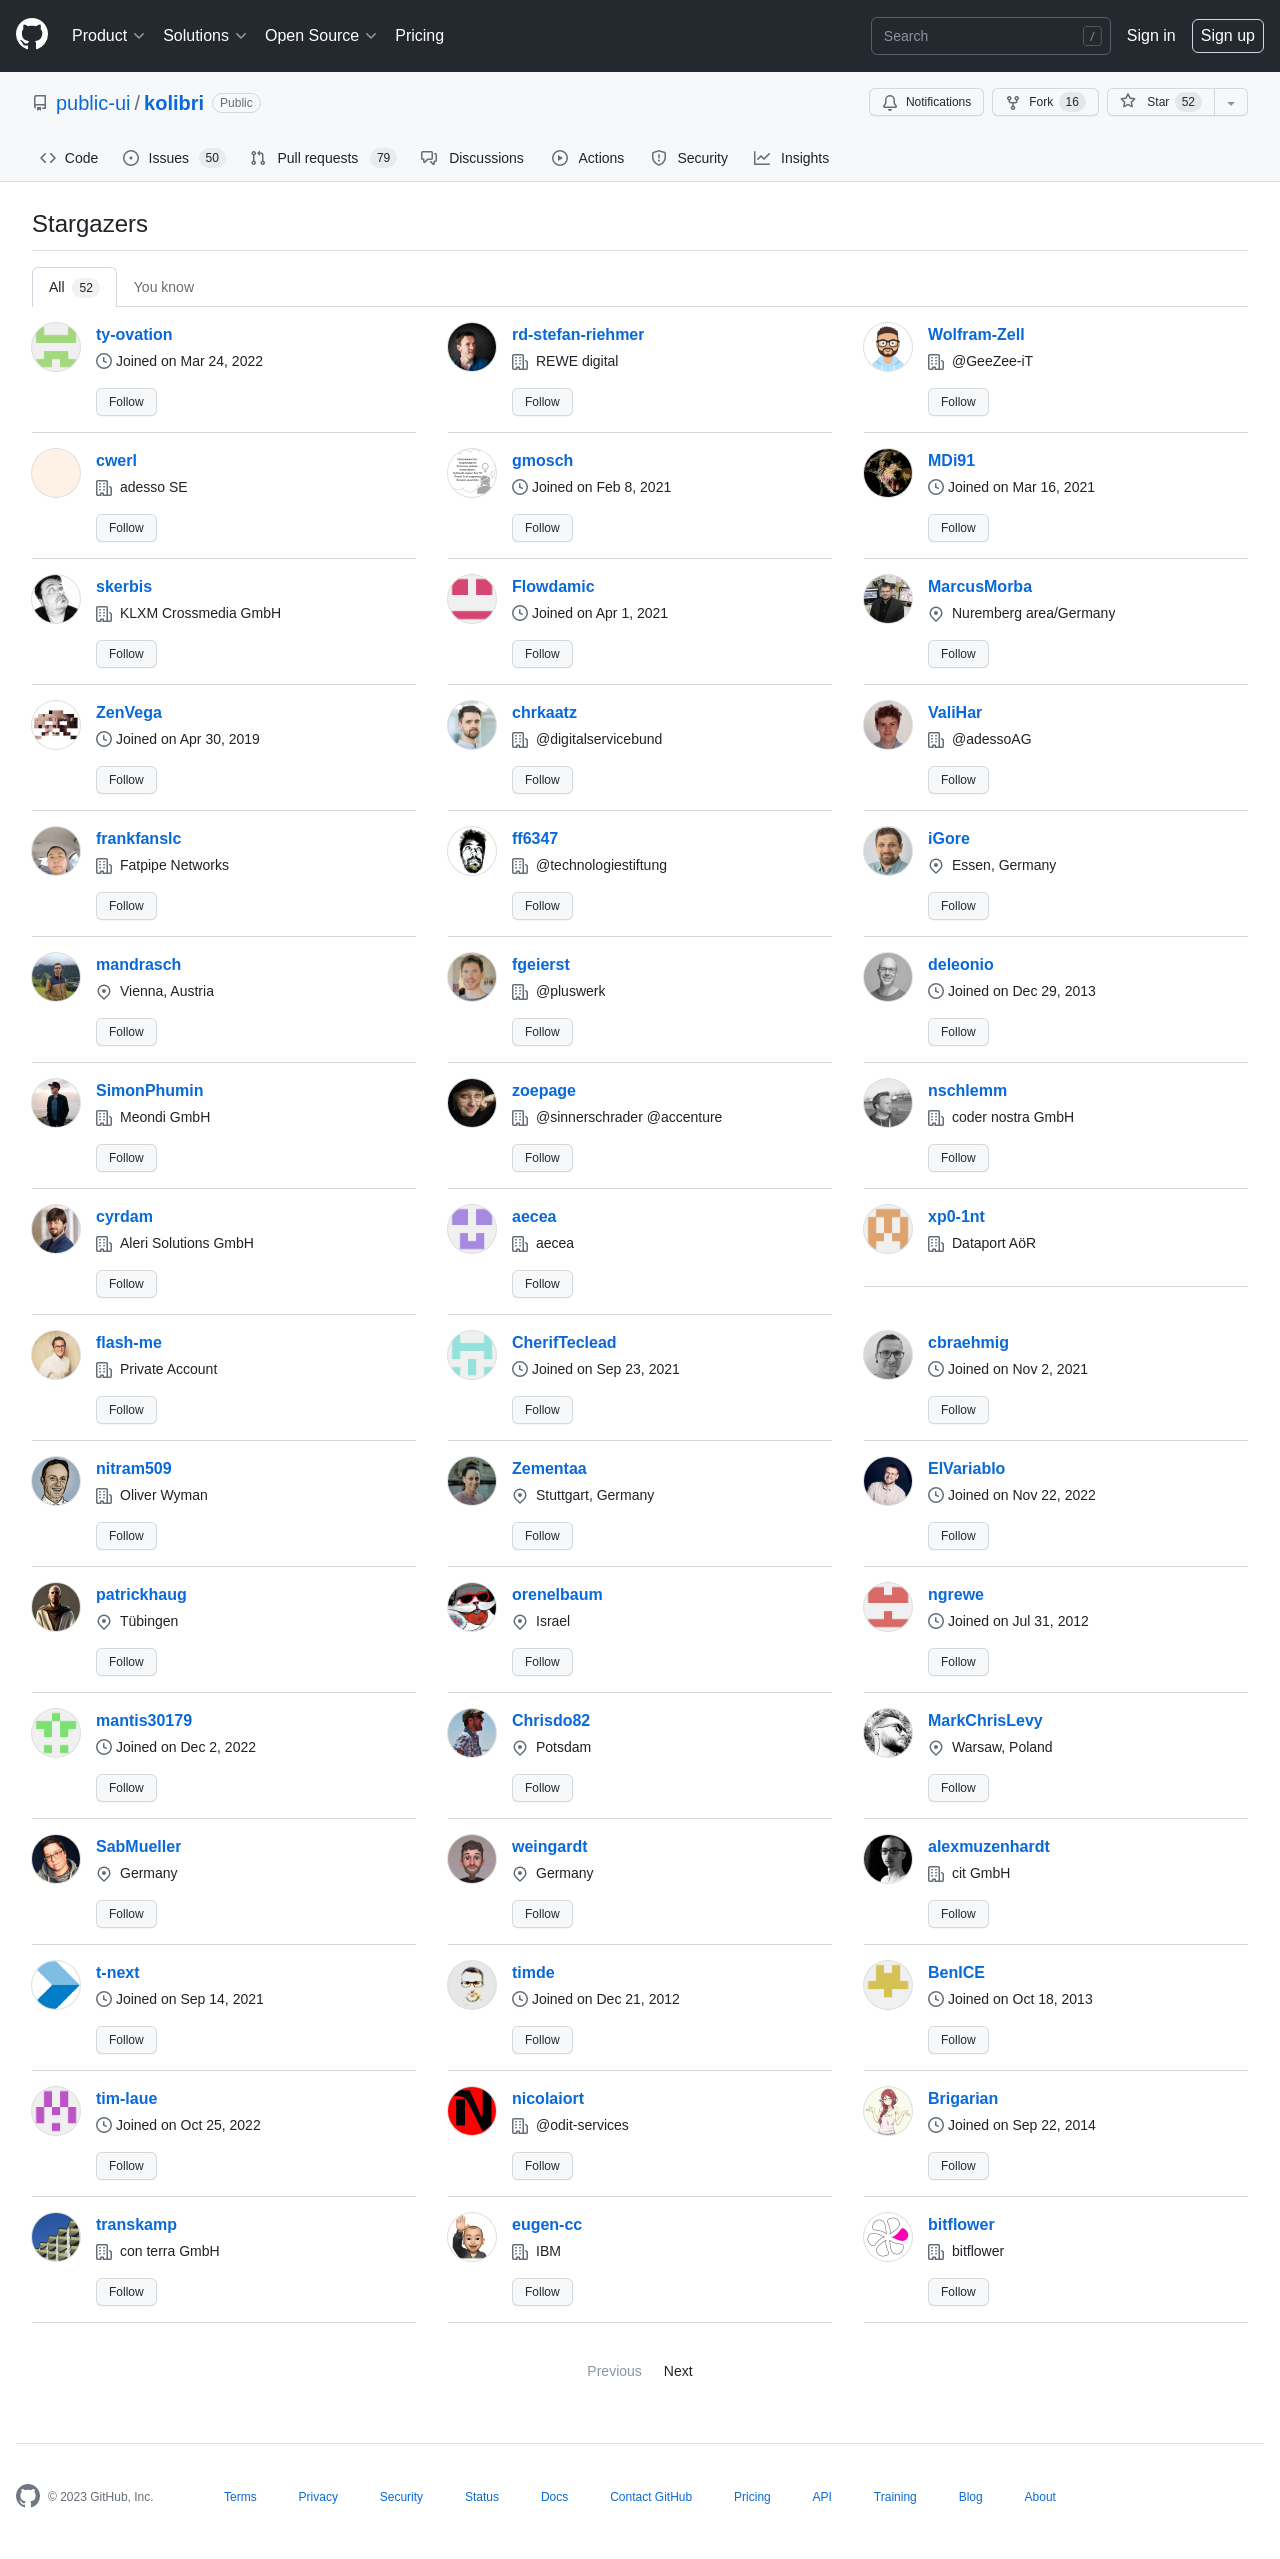 Product Solutions Open Source Pricing Search / Sign in Sign up
public-ui / kolibri Public Notifications Fork 16 Star 52
Code Issues 50 Pull requests 79 Discussions Actions Security Insights
Stargazers
All 52 You know
ty-ovation
Joined on Mar 24, 2022
Follow
rd-stefan-riehmer
REWE digital
Follow
Wolfram-Zell
@GeeZee-iT
Follow
cwerl
adesso SE
Follow
gmosch
Joined on Feb 8, 2021
Follow
MDi91
Joined on Mar 16, 2021
Follow
skerbis
KLXM Crossmedia GmbH
Follow
Flowdamic
Joined on Apr 1, 2021
Follow
MarcusMorba
Nuremberg area/Germany
Follow
ZenVega
Joined on Apr 30, 2019
Follow
chrkaatz
@digitalservicebund
Follow
ValiHar
@adessoAG
Follow
frankfanslc
Fatpipe Networks
Follow
ff6347
@technologiestiftung
Follow
iGore
Essen, Germany
Follow
mandrasch
Vienna, Austria
Follow
fgeierst
@pluswerk
Follow
deleonio
Joined on Dec 29, 2013
Follow
SimonPhumin
Meondi GmbH
Follow
zoepage
@sinnerschrader @accenture
Follow
nschlemm
coder nostra GmbH
Follow
cyrdam
Aleri Solutions GmbH
Follow
aecea
aecea
Follow
xp0-1nt
Dataport AöR
flash-me
Private Account
Follow
CherifTeclead
Joined on Sep 23, 2021
Follow
cbraehmig
Joined on Nov 2, 2021
Follow
nitram509
Oliver Wyman
Follow
Zementaa
Stuttgart, Germany
Follow
ElVariablo
Joined on Nov 22, 2022
Follow
patrickhaug
Tübingen
Follow
orenelbaum
Israel
Follow
ngrewe
Joined on Jul 31, 2012
Follow
mantis30179
Joined on Dec 2, 2022
Follow
Chrisdo82
Potsdam
Follow
MarkChrisLevy
Warsaw, Poland
Follow
SabMueller
Germany
Follow
weingardt
Germany
Follow
alexmuzenhardt
cit GmbH
Follow
t-next
Joined on Sep 14, 2021
Follow
timde
Joined on Dec 21, 2012
Follow
BenICE
Joined on Oct 18, 2013
Follow
tim-laue
Joined on Oct 25, 2022
Follow
nicolaiort
@odit-services
Follow
Brigarian
Joined on Sep 22, 2014
Follow
transkamp
con terra GmbH
Follow
eugen-cc
IBM
Follow
bitflower
bitflower
Follow
Previous Next
© 2023 GitHub, Inc. Terms Privacy Security Status Docs Contact GitHub Pricing API Training Blog About